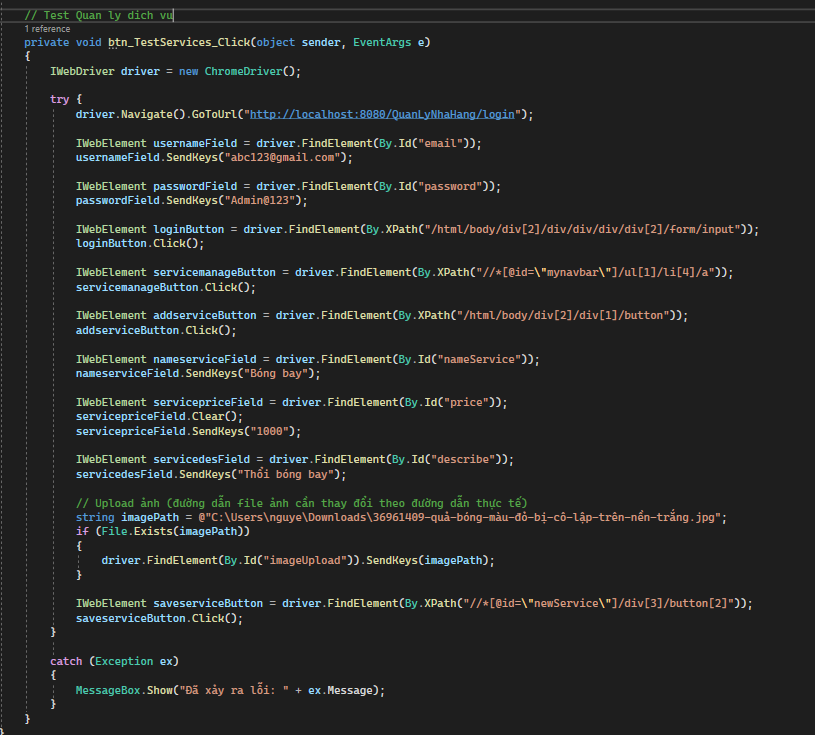 // Test Quan ly dich vu
1 reference
private void btn_TestServices_Click(object sender, EventArgs e)
{
IWebDriver driver = new ChromeDriver();
try {
driver.Navigate().GoToUrl("http://localhost:8080/QuanLyNhaHang/login");
IWebElement usernameField = driver.FindElement(By.Id("email"));
usernameField.SendKeys("abc123@gmail.com");
IWebElement passwordField = driver.FindElement(By.Id("password"));
passwordField.SendKeys("Admin@123");
IWebElement loginButton = driver.FindElement(By.XPath("/html/body/div[2]/div/div/div/div[2]/form/input"));
loginButton.Click();
IWebElement servicemanageButton = driver.FindElement(By.XPath("//*[@id=\"mynavbar\"]/ul[1]/li[4]/a"));
servicemanageButton.Click();
IWebElement addserviceButton = driver.FindElement(By.XPath("/html/body/div[2]/div[1]/button"));
addserviceButton.Click();
IWebElement nameserviceField = driver.FindElement(By.Id("nameService"));
nameserviceField.SendKeys("Bóng bay");
IWebElement servicepriceField = driver.FindElement(By.Id("price"));
servicepriceField.Clear();
servicepriceField.SendKeys("1000");
IWebElement servicedesField = driver.FindElement(By.Id("describe"));
servicedesField.SendKeys("Thổi bóng bay");
// Upload ảnh (đường dẫn file ảnh cần thay đổi theo đường dẫn thực tế)
string imagePath = @"C:\Users\nguye\Downloads\36961409-quả-bóng-màu-đỏ-bị-cô-lập-trên-nền-trắng.jpg";
if (File.Exists(imagePath))
{
driver.FindElement(By.Id("imageUpload")).SendKeys(imagePath);
}
IWebElement saveserviceButton = driver.FindElement(By.XPath("//*[@id=\"newService\"]/div[3]/button[2]"));
saveserviceButton.Click();
}
catch (Exception ex)
{
MessageBox.Show("Đã xảy ra lỗi: " + ex.Message);
}
}
}